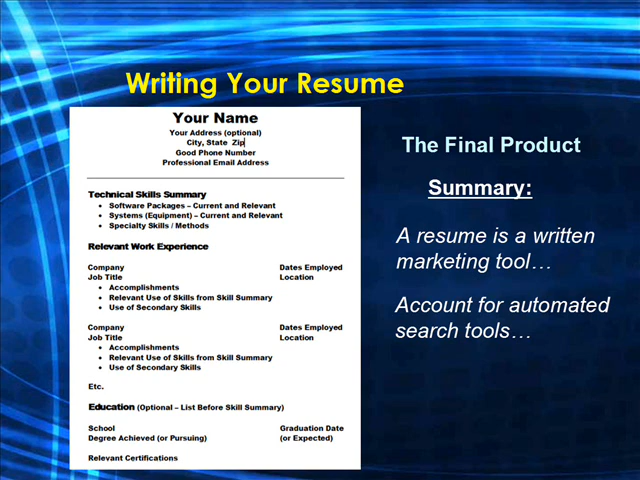 Writing Your Resume
Your Name
Your Address (optional)
City, State  Zip
Good Phone Number
Professional Email Address
Technical Skills Summary
• Software Packages – Current and Relevant
• Systems (Equipment) – Current and Relevant
• Specialty Skills / Methods
Relevant Work Experience
Company Dates Employed
Job Title Location
• Accomplishments
• Relevant Use of Skills from Skill Summary
• Use of Secondary Skills
Company Dates Employed
Job Title Location
• Accomplishments
• Relevant Use of Skills from Skill Summary
• Use of Secondary Skills
Etc.
Education (Optional – List Before Skill Summary)
School Graduation Date
Degree Achieved (or Pursuing) (or Expected)
Relevant Certifications
The Final Product
Summary:
A resume is a written
marketing tool…
Account for automated
search tools…